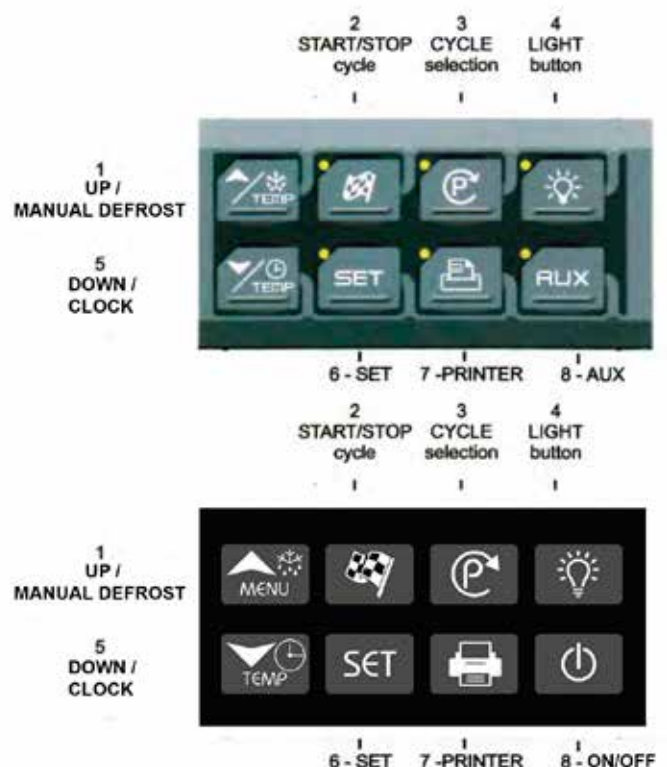 2 3 4
START/STOP CYCLE LIGHT
cycle selection button
1
UP /
MANUAL DEFROST
TEMP P
5
DOWN /
CLOCK
TEMP SET AUX
6 - SET 7 -PRINTER 8 - AUX
2 3 4
START/STOP CYCLE LIGHT
cycle selection button
1
UP /
MANUAL DEFROST
MENU P
5
DOWN /
CLOCK
TEMP SET
6 - SET 7 -PRINTER 8 - ON/OFF